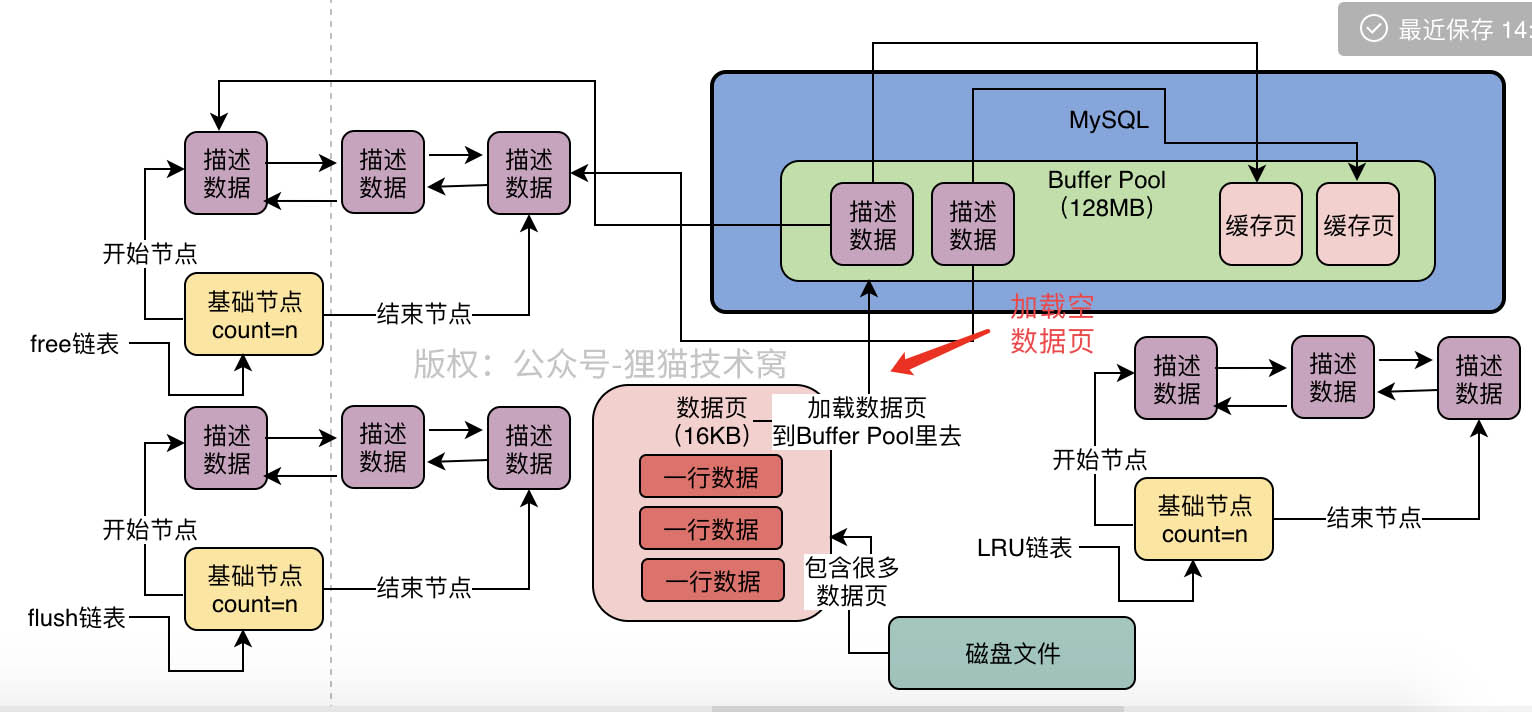 最近保存 14:
MySQL
Buffer Pool
（128MB）
描述
数据
描述
数据
缓存页
缓存页
描述
数据
描述
数据
描述
数据
开始节点
基础节点
count=n
结束节点
free链表
加载空
数据页
版权：公众号-狸猫技术窝
数据页
（16KB）
加载数据页
到Buffer Pool里去
一行数据
一行数据
一行数据
包含很多
数据页
磁盘文件
描述
数据
描述
数据
描述
数据
开始节点
基础节点
count=n
结束节点
flush链表
描述
数据
描述
数据
描述
数据
开始节点
基础节点
count=n
结束节点
LRU链表